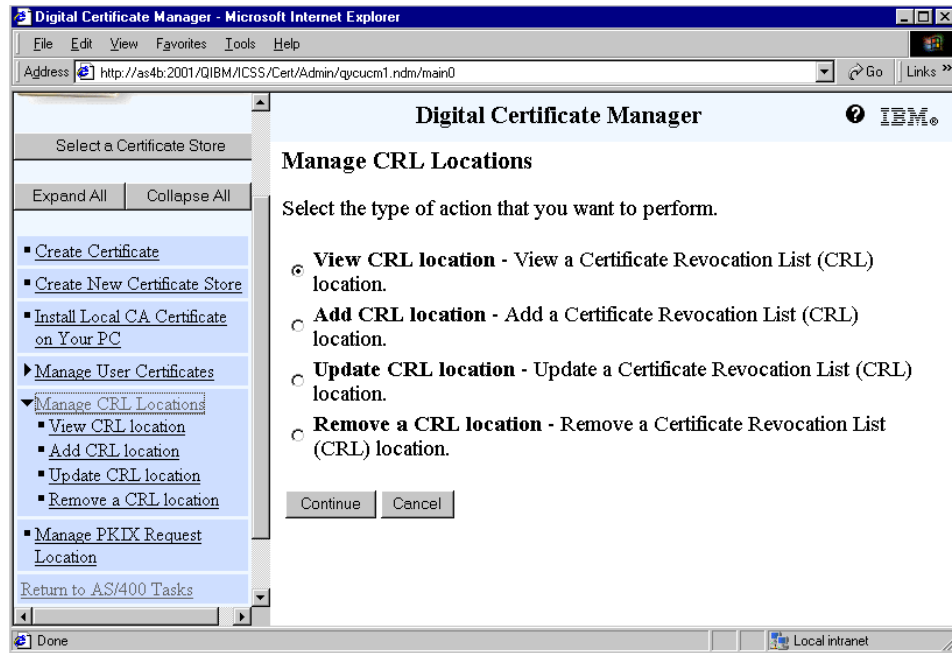 Digital Certificate Manager - Microsoft Internet Explorer
File Edit View Favorites Tools Help
Address http://as4b:2001/QIBM/ICSS/Cert/Admin/qycucm1.ndm/main0 Go Links »
Select a Certificate Store
Expand All Collapse All
Create Certificate
Create New Certificate Store
Install Local CA Certificate
on Your PC
Manage User Certificates
Manage CRL Locations
View CRL location
Add CRL location
Update CRL location
Remove a CRL location
Manage PKIX Request
Location
Return to AS/400 Tasks
Digital Certificate Manager
IBM®
Manage CRL Locations
Select the type of action that you want to perform.
View CRL location - View a Certificate Revocation List (CRL)
location.
Add CRL location - Add a Certificate Revocation List (CRL)
location.
Update CRL location - Update a Certificate Revocation List (CRL)
location.
Remove a CRL location - Remove a Certificate Revocation List
(CRL) location.
Continue Cancel
Done Local intranet